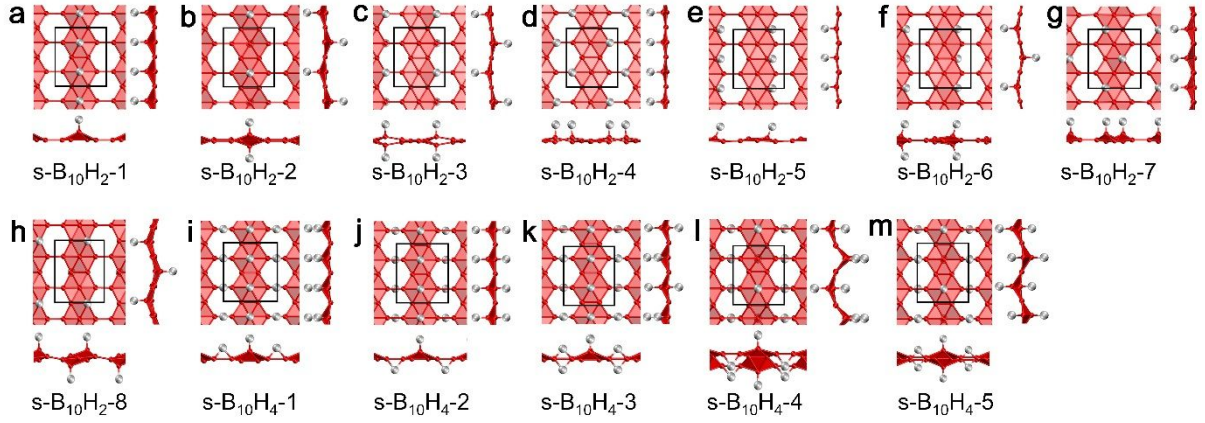 a b c d e f g
s-B₁₀H₂-1 s-B₁₀H₂-2 s-B₁₀H₂-3 s-B₁₀H₂-4 s-B₁₀H₂-5 s-B₁₀H₂-6 s-B₁₀H₂-7
h i j k l m
s-B₁₀H₂-8 s-B₁₀H₄-1 s-B₁₀H₄-2 s-B₁₀H₄-3 s-B₁₀H₄-4 s-B₁₀H₄-5